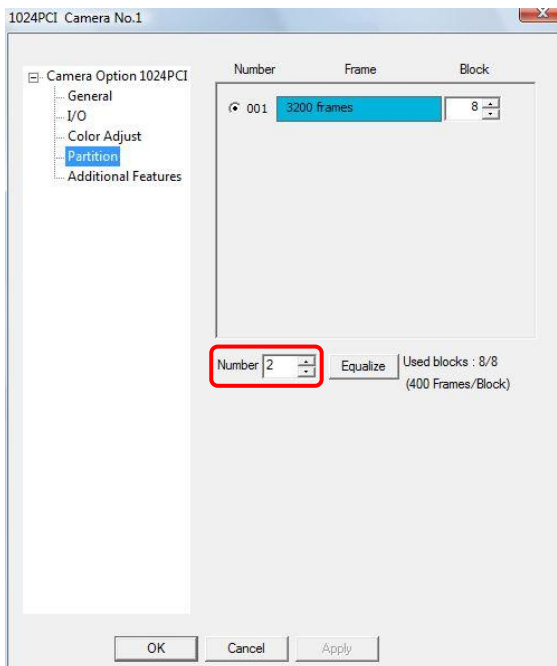 1024PCI Camera No.1
Camera Option 1024PCI
General
I/O
Color Adjust
Partition
Additional Features
Number Frame Block
001 3200 frames 8
Number 2 Equalize Used blocks : 8/8
(400 Frames/Block)
OK Cancel Apply